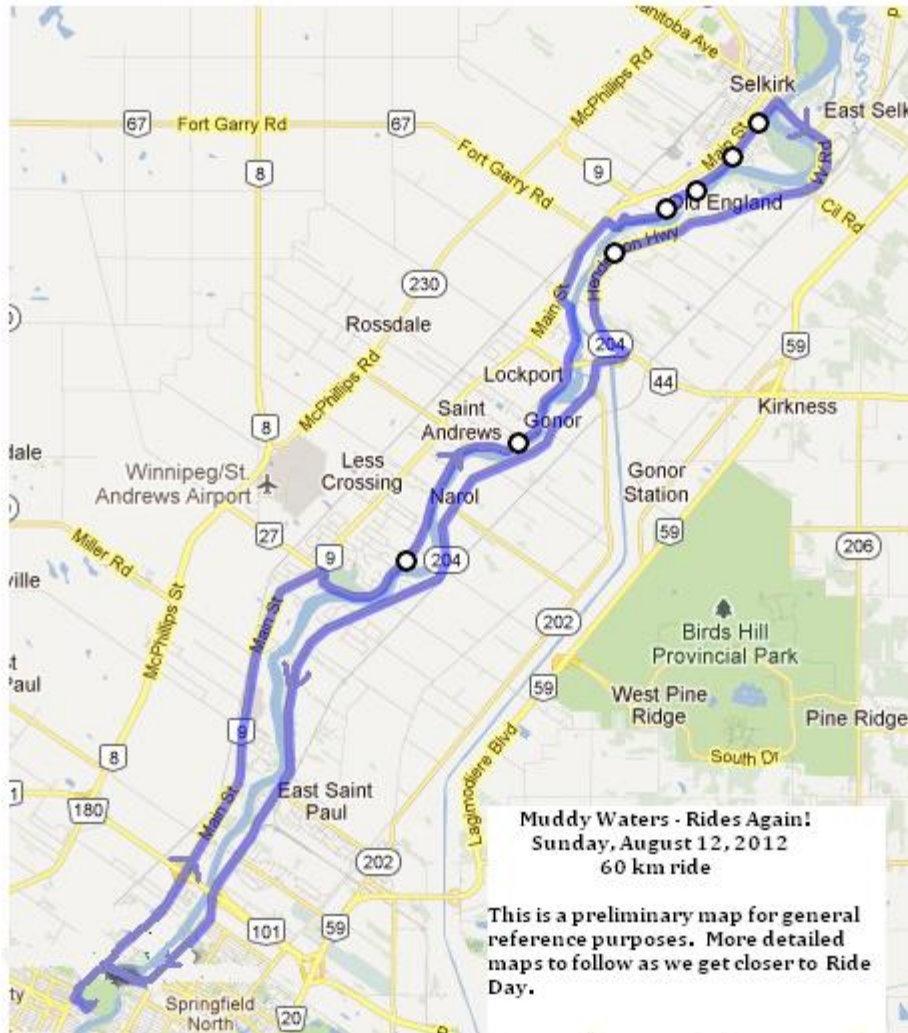 Manitoba Ave
Selkirk
McPhillips Rd
East Selk
67
Fort Garry Rd
67
Main St
8
Fort Garry Rd
9
W Rd
Old England
Cil Rd
Hwy
230
Main St
Rossdale
204
59
Lockport
44
McPhillips Rd
Kirkness
Saint
Andrews
Gonor
8
dale
Less
Crossing
Winnipeg/St.
Andrews Airport
Gonor
Station
Narol
59
27
206
Miller Rd
9
204
ville
Main St
McPhillips St
202
Birds Hill
Provincial Park
st
Paul
59
West Pine
Ridge
Pine Ridge
9
8
South Dr
Lagimodiere Blvd
1
180
Main St
East Saint
Paul
202
101
59
ty
Springfield
North
20
Muddy Waters - Rides Again!
Sunday, August 12, 2012
60 km ride
This is a preliminary map for general
reference purposes.  More detailed
maps to follow as we get closer to Ride
Day.